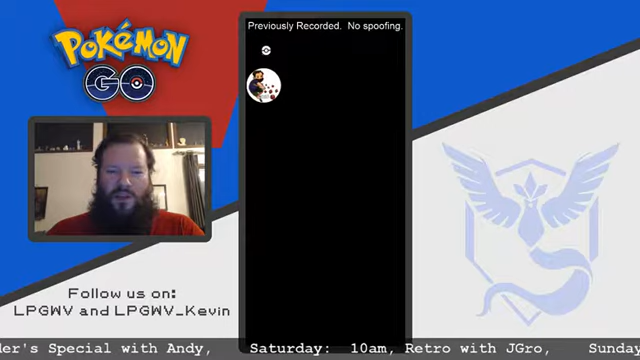 Previously Recorded. No spoofing.
POKéMON
GO
Follow us on:
LPGWV and LPGWV_Kevin
der's Special with Andy, Saturday: 10am, Retro with JGro, Sunday